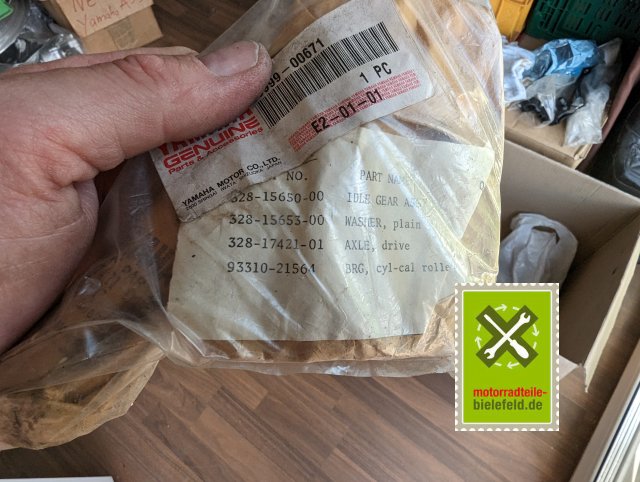 Ne
Yamaha
99-00671
1 PC
E2-01-01
YAMAHA
GENUINE
Parts & Accessories
YAMAHA MOTOR CO., LTD.
NO. PART NA
328-15650-00 IDLE GEAR ASS
328-15653-00 WASHER, plain
328-17421-01 AXLE, drive
93310-21564 BRG, cyl-cal rolle
motorradteile-
bielefeld.de